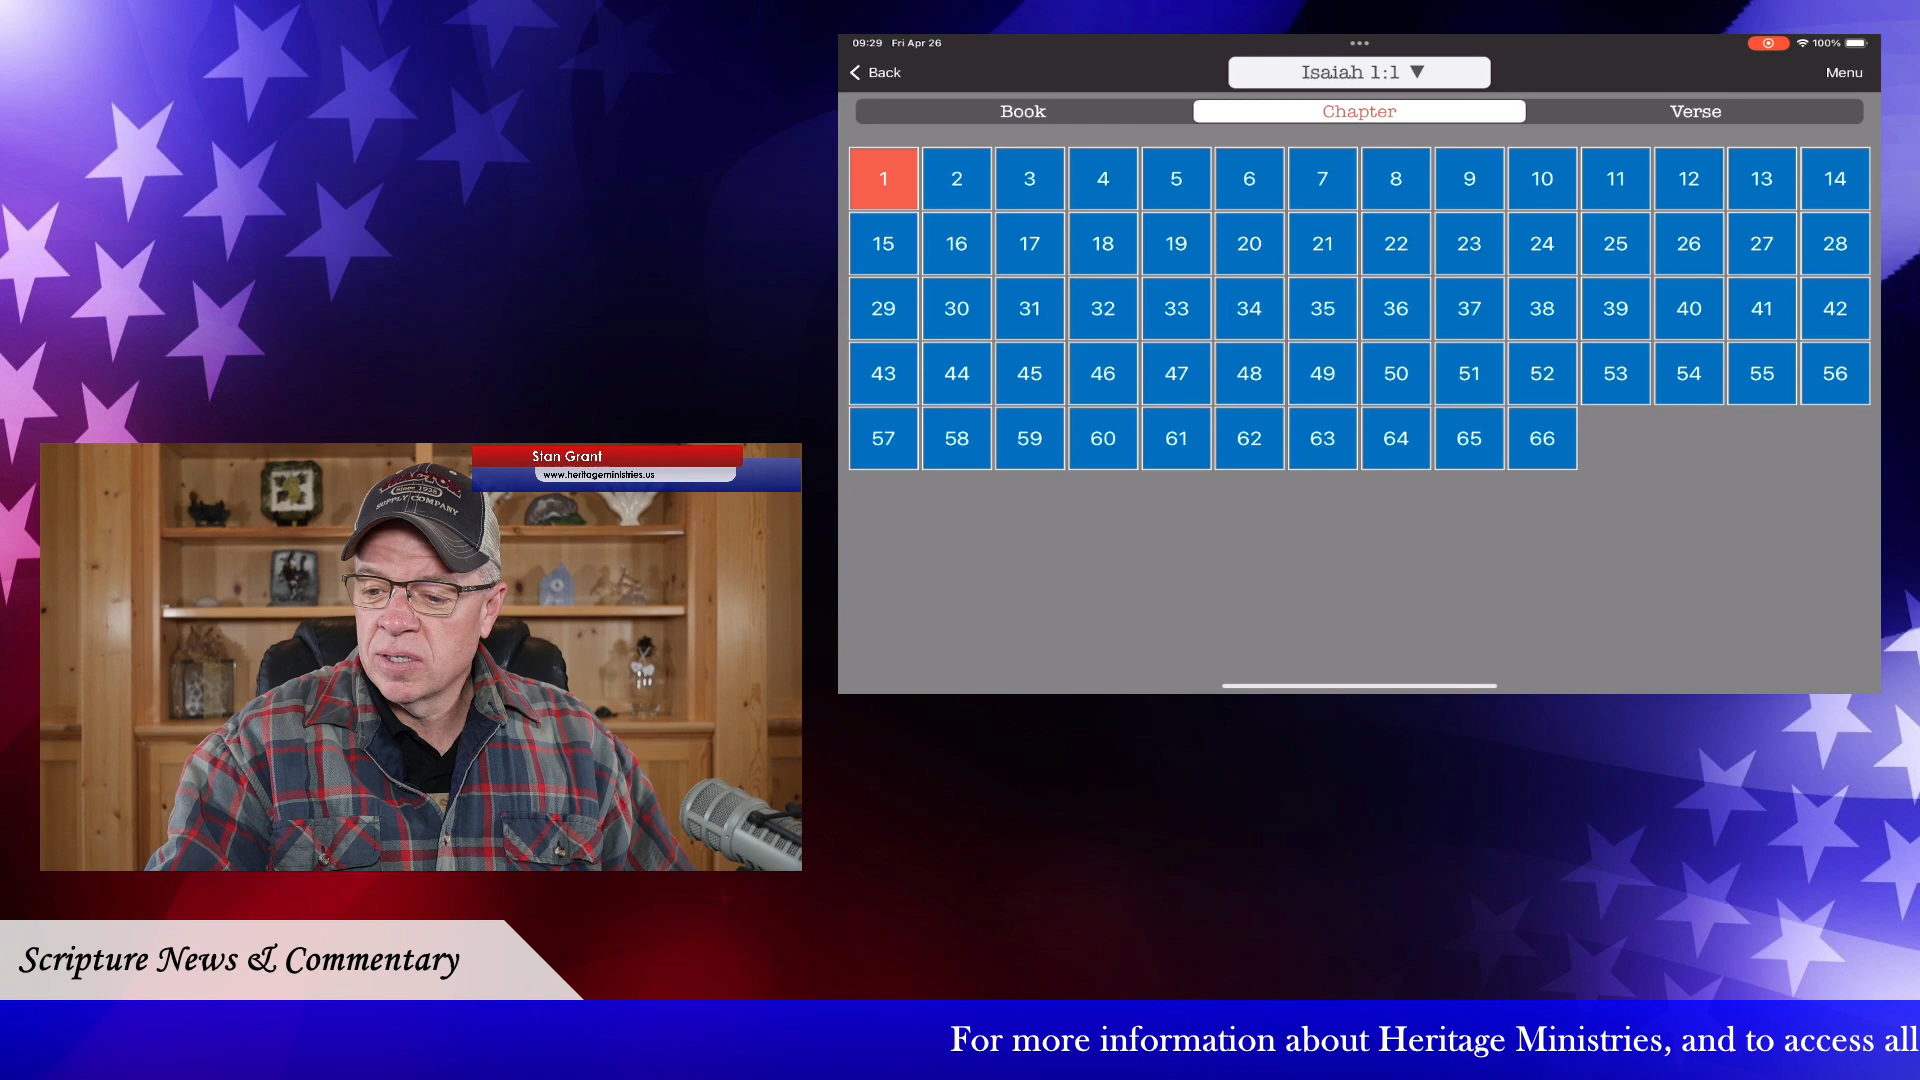 09:29 Fri Apr 26
100%
Back
Isaiah 1:1 ▼
Menu
Book
Chapter
Verse
1 2 3 4 5 6 7 8 9 10 11 12 13 14
15 16 17 18 19 20 21 22 23 24 25 26 27 28
29 30 31 32 33 34 35 36 37 38 39 40 41 42
43 44 45 46 47 48 49 50 51 52 53 54 55 56
57 58 59 60 61 62 63 64 65 66
Stan Grant
www.heritageministries.us
Since 1938
SUPPLY COMPANY
Scripture News & Commentary
For more information about Heritage Ministries, and to access all